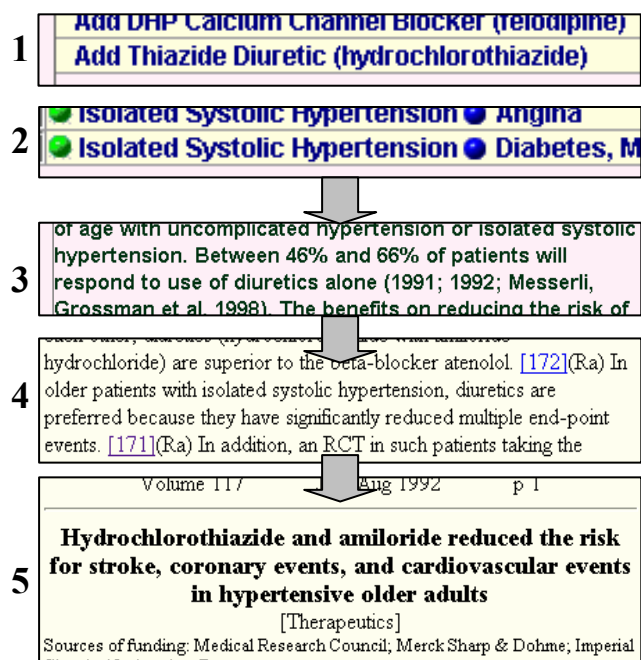 1
Add DHP Calcium Channel Blocker (felodipine)
Add Thiazide Diuretic (hydrochlorothiazide)
2
Isolated Systolic Hypertension Angina
Isolated Systolic Hypertension Diabetes, M
3
of age with uncomplicated hypertension or isolated systolic
hypertension. Between 46% and 66% of patients will
respond to use of diuretics alone (1991; 1992; Messerli,
Grossman et al. 1998). The benefits on reducing the risk of
4
hydrochloride) are superior to the beta-blocker atenolol. [172](Ra) In
older patients with isolated systolic hypertension, diuretics are
preferred because they have significantly reduced multiple end-point
events. [171](Ra) In addition, an RCT in such patients taking the
5
Volume 117 Aug 1992 p 1
Hydrochlorothiazide and amiloride reduced the risk
for stroke, coronary events, and cardiovascular events
in hypertensive older adults
[Therapeutics]
Sources of funding: Medical Research Council; Merck Sharp & Dohme; Imperial